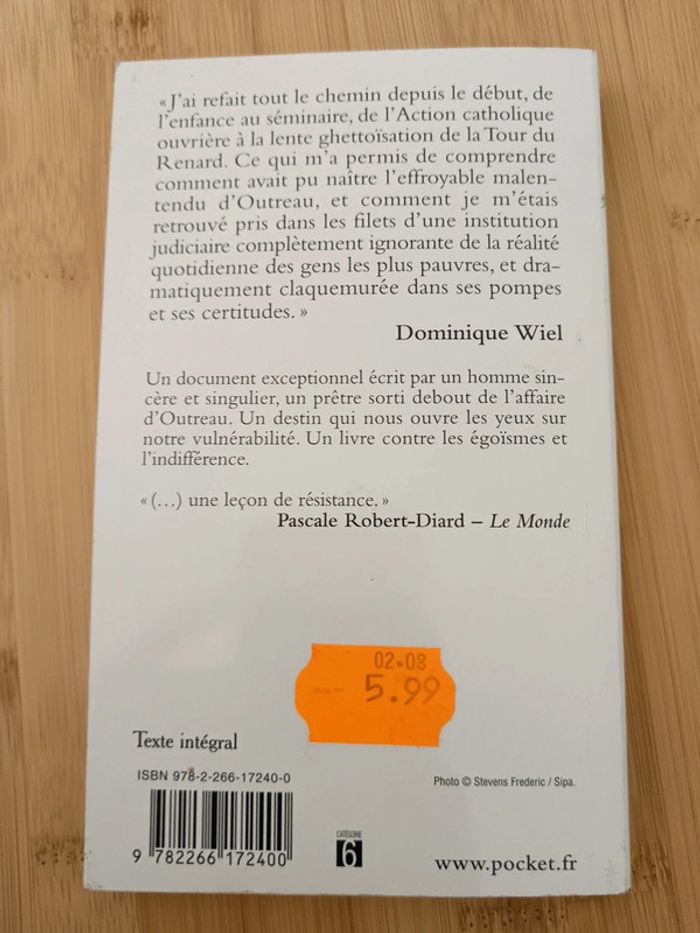 « J'ai refait tout le chemin depuis le début, de
l'enfance au séminaire, de l'Action catholique
ouvrière à la lente ghettoïsation de la Tour du
Renard. Ce qui m'a permis de comprendre
comment avait pu naître l'effroyable malen-
tendu d'Outreau, et comment je m'étais
retrouvé pris dans les filets d'une institution
judiciaire complètement ignorante de la réalité
quotidienne des gens les plus pauvres, et dra-
matiquement claquemurée dans ses pompes
et ses certitudes. »
Dominique Wiel
Un document exceptionnel écrit par un homme sin-
cère et singulier, un prêtre sorti debout de l'affaire
d'Outreau. Un destin qui nous ouvre les yeux sur
notre vulnérabilité. Un livre contre les égoïsmes et
l'indifférence.
« (…) une leçon de résistance. »
Pascale Robert-Diard – Le Monde
02•08
-- 5.99
Texte intégral
ISBN 978-2-266-17240-0
Photo © Stevens Frederic / Sipa.
9 782266 172400
CATÉGORIE
6
www.pocket.fr